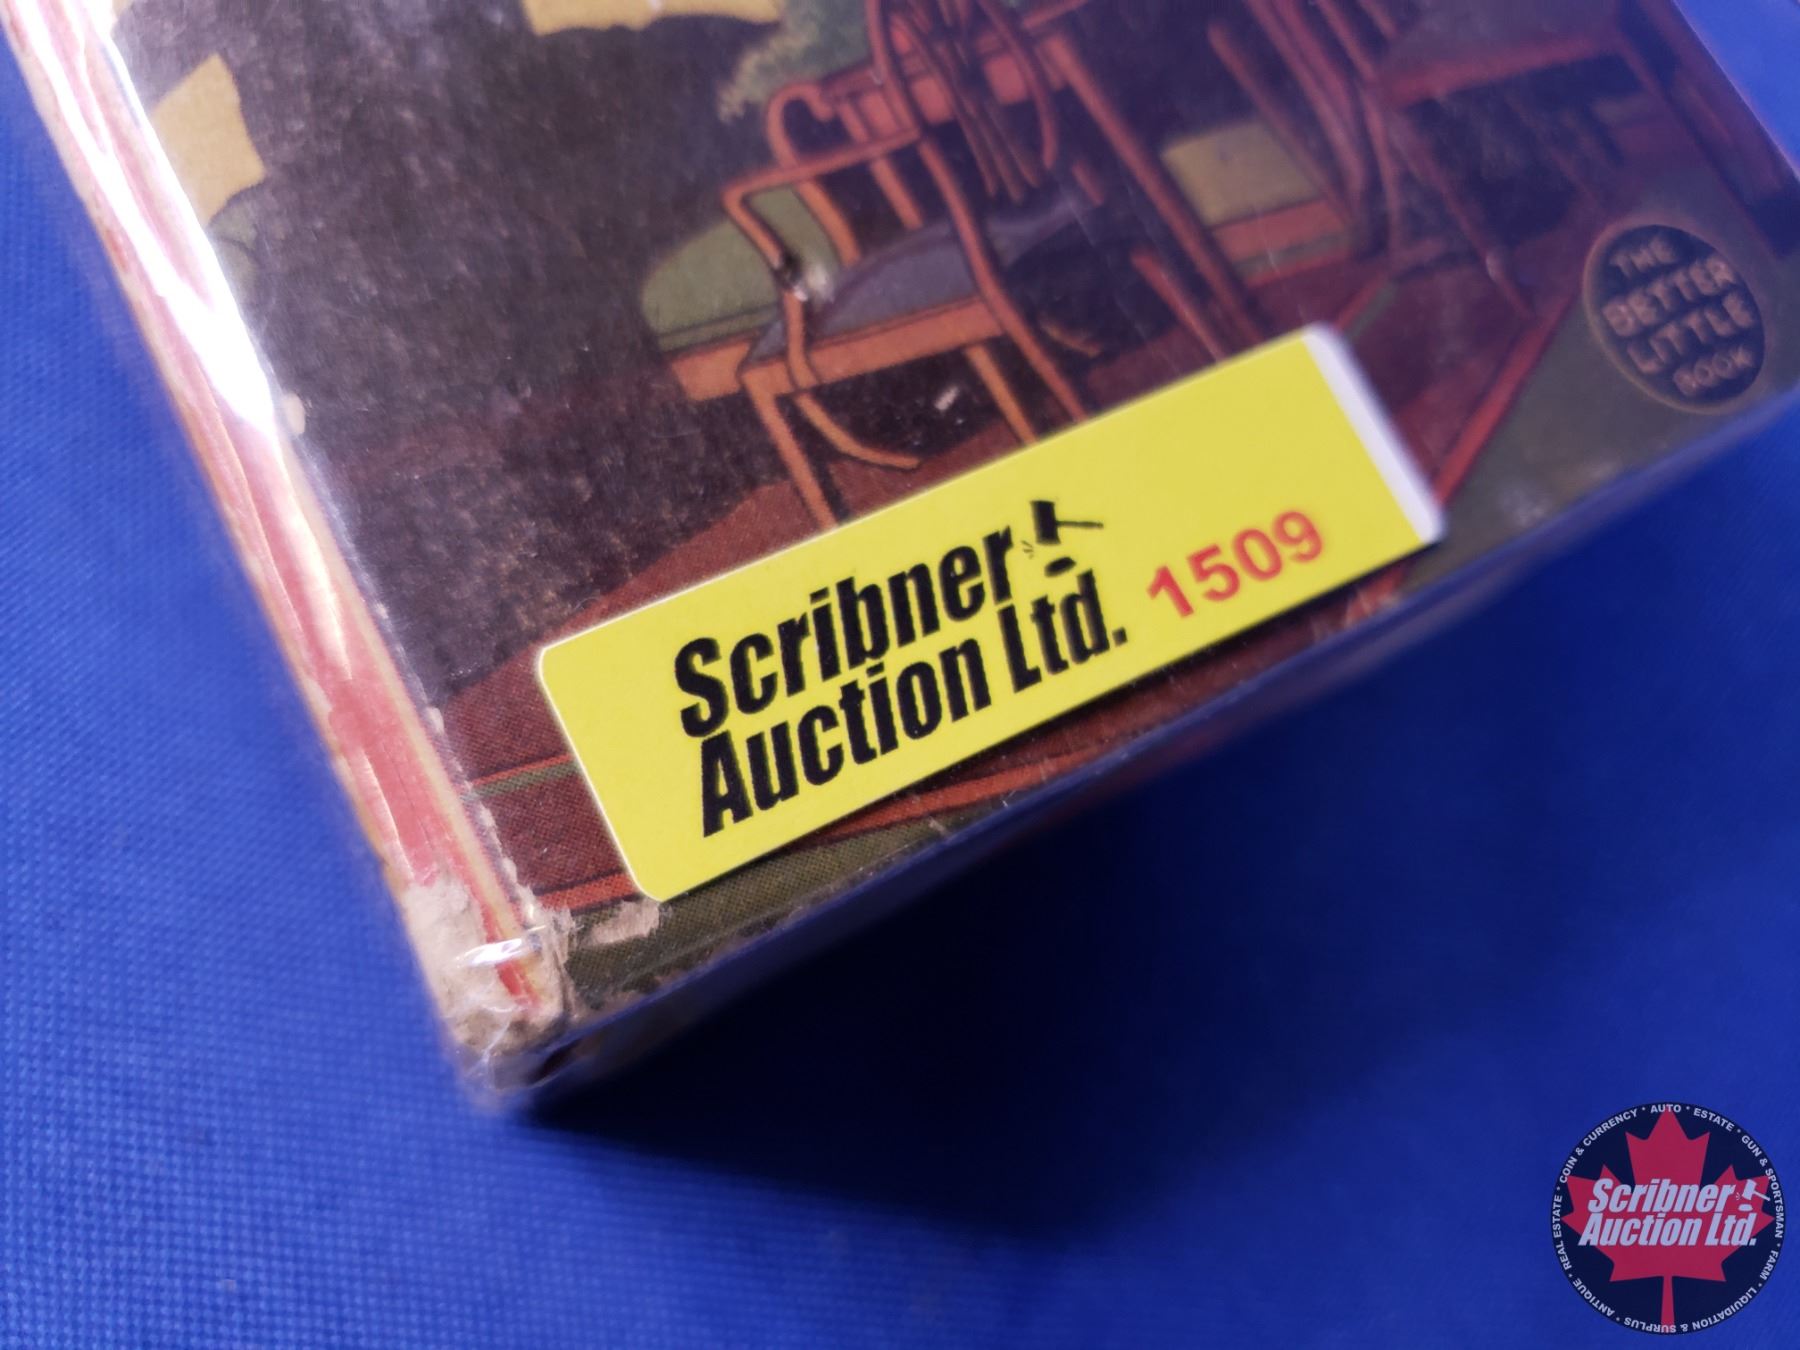 THE
BETTER
LITTLE
BOOK
Scribner
Auction Ltd.
1509
ANTIQUE * REAL ESTATE * COIN & CURRENCY * AUTO * ESTATE * GUN & SPORTSMAN * FARM * LIQUIDATION & SURPLUS *
Scribner
Auction Ltd.